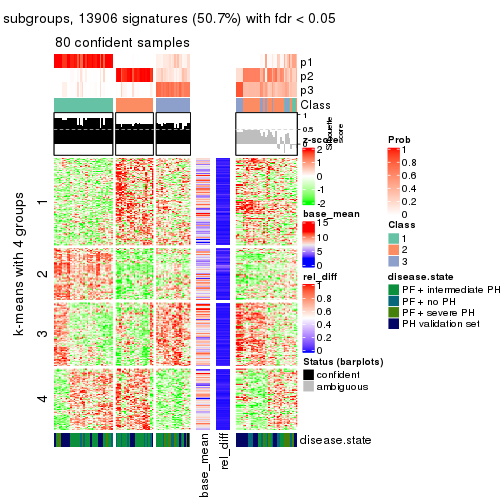 subgroups, 13906 signatures (50.7%) with fdr < 0.05
80 confident samples
p1
p2
p3
Class
1
0.5
0
Silhouette
score
z-score
2
1
0
-1
-2
base_mean
15
10
5
0
rel_diff
1
0.8
0.6
0.4
0.2
0
Status (barplots)
confident
ambiguous
Prob
1
0.8
0.6
0.4
0.2
0
Class
1
2
3
disease.state
PF + intermediate PH
PF + no PH
PF + severe PH
PH validation set
k-means with 4 groups
1
2
3
4
disease.state
base_mean
rel_diff